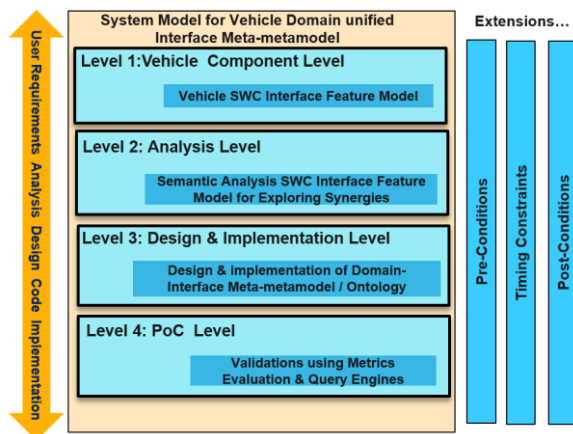 System Model for Vehicle Domain unified
Interface Meta-metamodel
Extensions…
Level 1:Vehicle Component Level
Vehicle SWC Interface Feature Model
Level 2: Analysis Level
Semantic Analysis SWC Interface Feature
Model for Exploring Synergies
Level 3: Design & Implementation Level
Design & implementation of Domain-
Interface Meta-metamodel / Ontology
Level 4: PoC Level
Validations using Metrics
Evaluation & Query Engines
User Requirements Analysis Design Code Implementation
Pre-Conditions
Timing Constraints
Post-Conditions